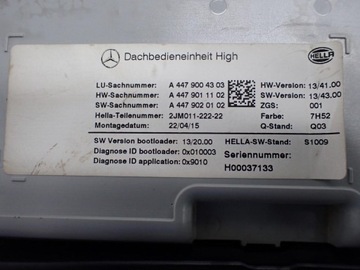 Dachbedieneinheit High
HELLA
LU-Sachnummer: A 447 900 43 03
HW-Sachnummer: A 447 901 11 02
SW-Sachnummer: A 447 902 01 02
Hella-Teilenummer: 2JM011-222-22
Montagedatum: 22/04/15
HW-Version: 13/41.00
SW-Version: 13/43.00
ZGS: 001
Farbe: 7H52
Q-Stand: Q03
SW Version bootloader: 13/20.00
Diagnose ID bootloader: 0x010003
Diagnose ID application: 0x9010
HELLA-SW-Stand: S1009
Seriennummer:
H00037133